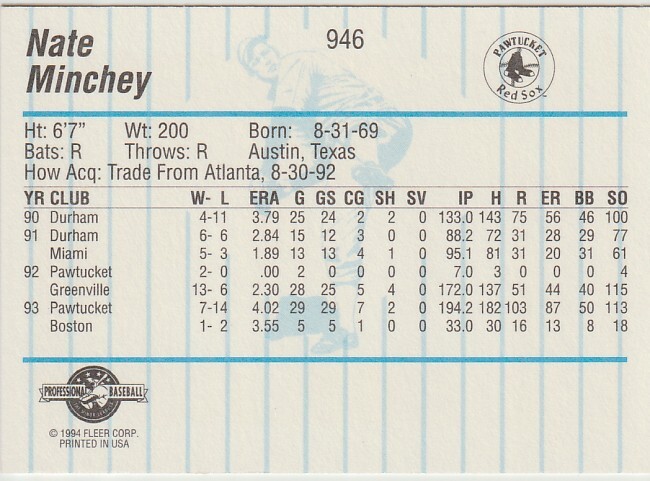 Nate
Minchey
946
PAWTUCKET
Red Sox
Ht: 6'7" Wt: 200 Born: 8-31-69
Bats: R Throws: R Austin, Texas
How Acq: Trade From Atlanta, 8-30-92
YR CLUB W- L ERA G GS CG SH SV IP H R ER BB SO
90 Durham 4-11 3.79 25 24 2 2 0 133.0 143 75 56 46 100
91 Durham 6- 6 2.84 15 12 3 0 0 88.2 72 31 28 29 77
Miami 5- 3 1.89 13 13 4 1 0 95.1 81 31 20 31 61
92 Pawtucket 2- 0 .00 2 0 0 0 0 7.0 3 0 0 0 4
Greenville 13- 6 2.30 28 25 5 4 0 172.0 137 51 44 40 115
93 Pawtucket 7-14 4.02 29 29 7 2 0 194.2 182 103 87 50 113
Boston 1- 2 3.55 5 5 1 0 0 33.0 30 16 13 8 18
PROFESSIONAL BASEBALL
© 1994 FLEER CORP.
PRINTED IN USA